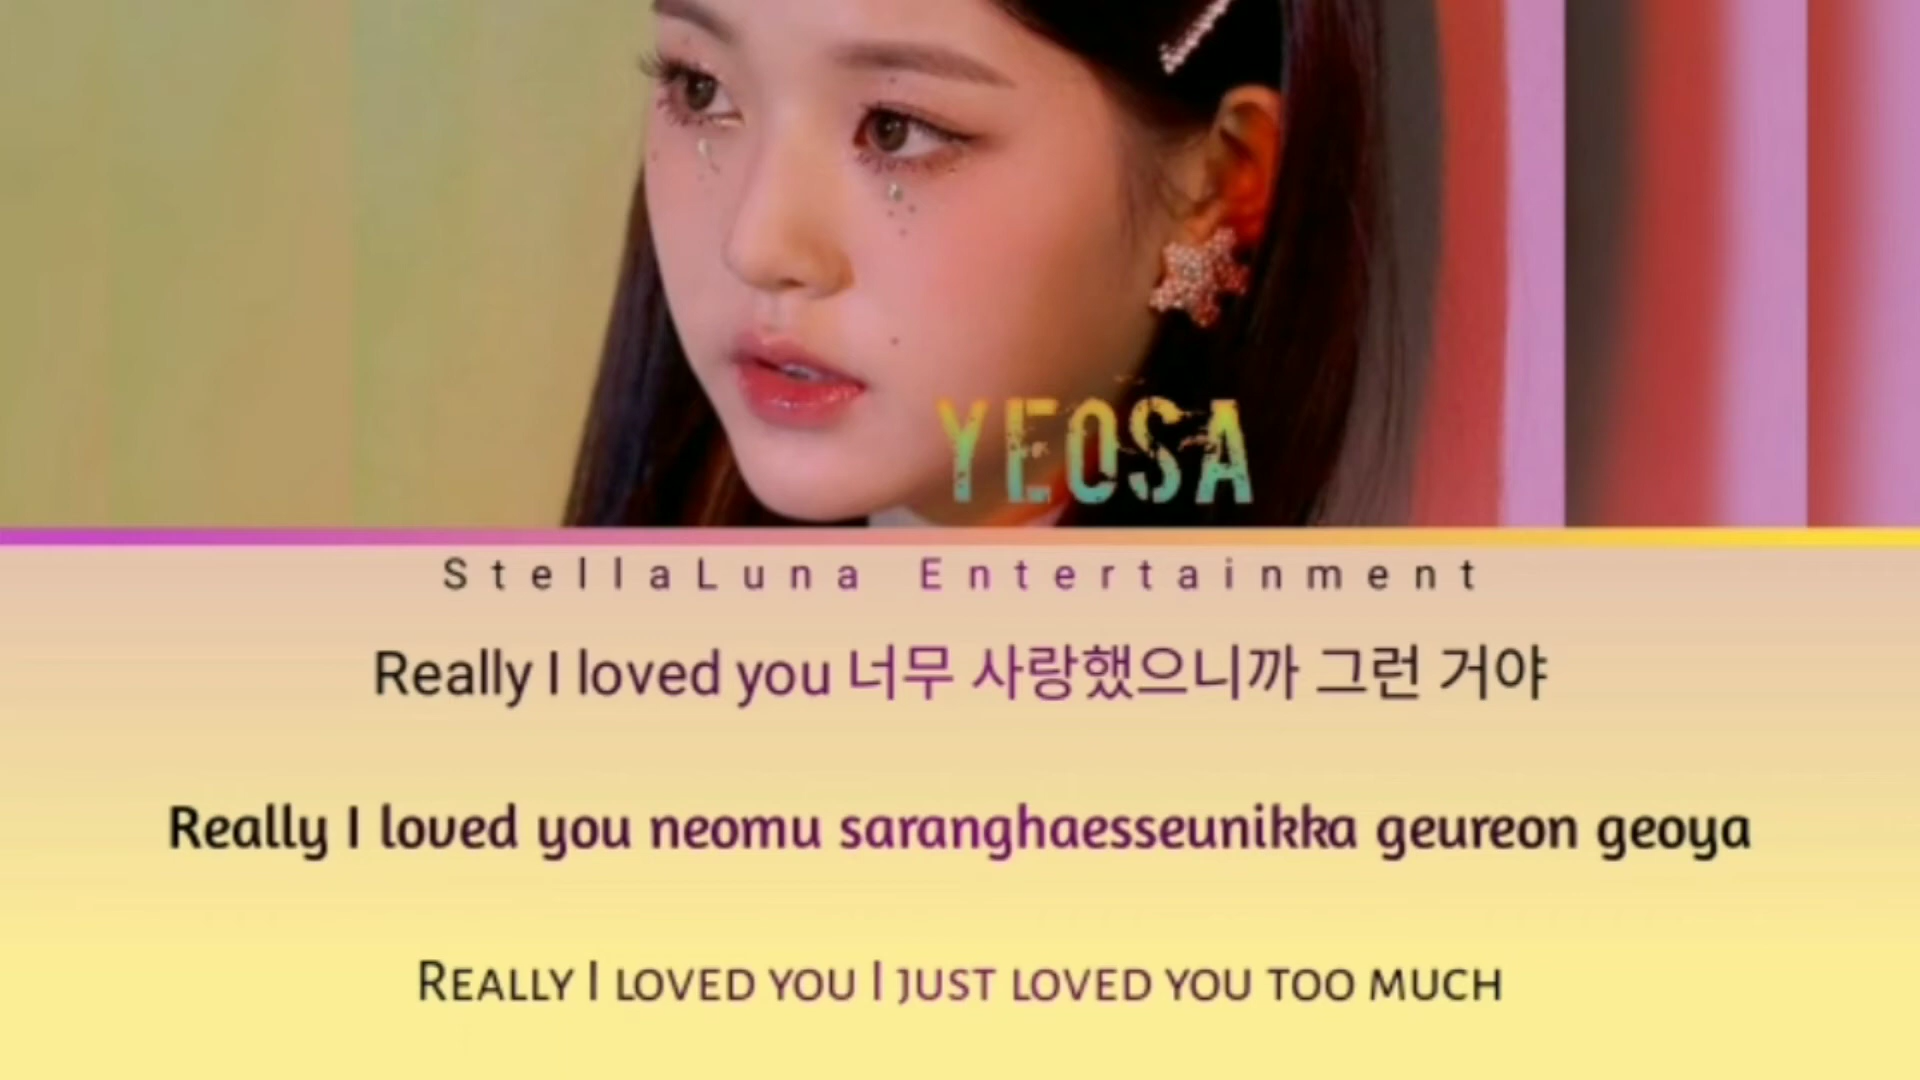 YEOSA
StellaLuna Entertainment
Really I loved you 너무 사랑했으니까 그런 거야
Really I loved you neomu saranghaesseunikka geureon geoya
REALLY I LOVED YOU I JUST LOVED YOU TOO MUCH